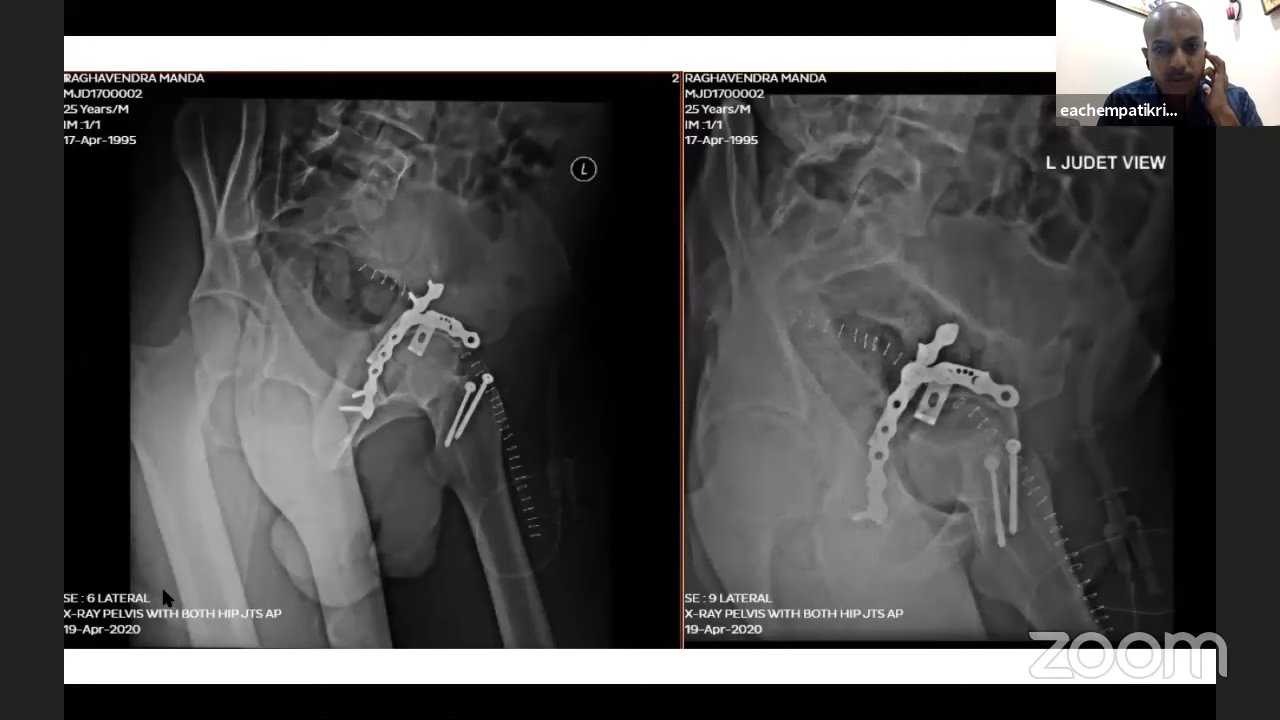 RAGHAVENDRA MANDA
MJD1700002
25 Years/M
IM :1/1
17-Apr-1995
L
SE : 6 LATERAL
X-RAY PELVIS WITH BOTH HIP JTS AP
19-Apr-2020
2
RAGHAVENDRA MANDA
MJD1700002
25 Years/M
IM :1/1
17-Apr-1995
L JUDET VIEW
SE : 9 LATERAL
X-RAY PELVIS WITH BOTH HIP JTS AP
19-Apr-2020
eachempatikri...
zoom